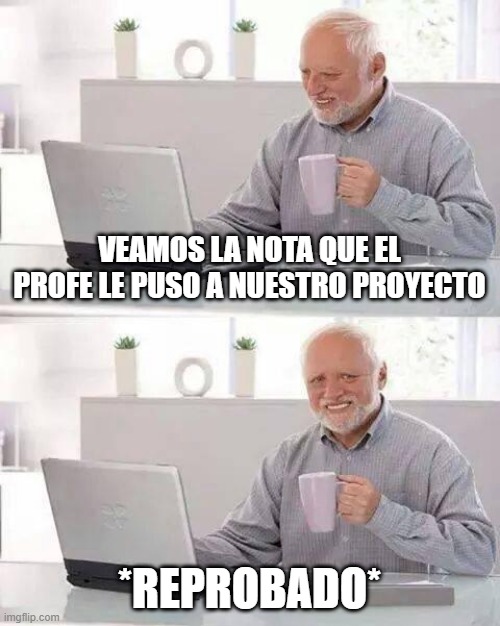 VEAMOS LA NOTA QUE EL
PROFE LE PUSO A NUESTRO PROYECTO
*REPROBADO*
imgflip.com